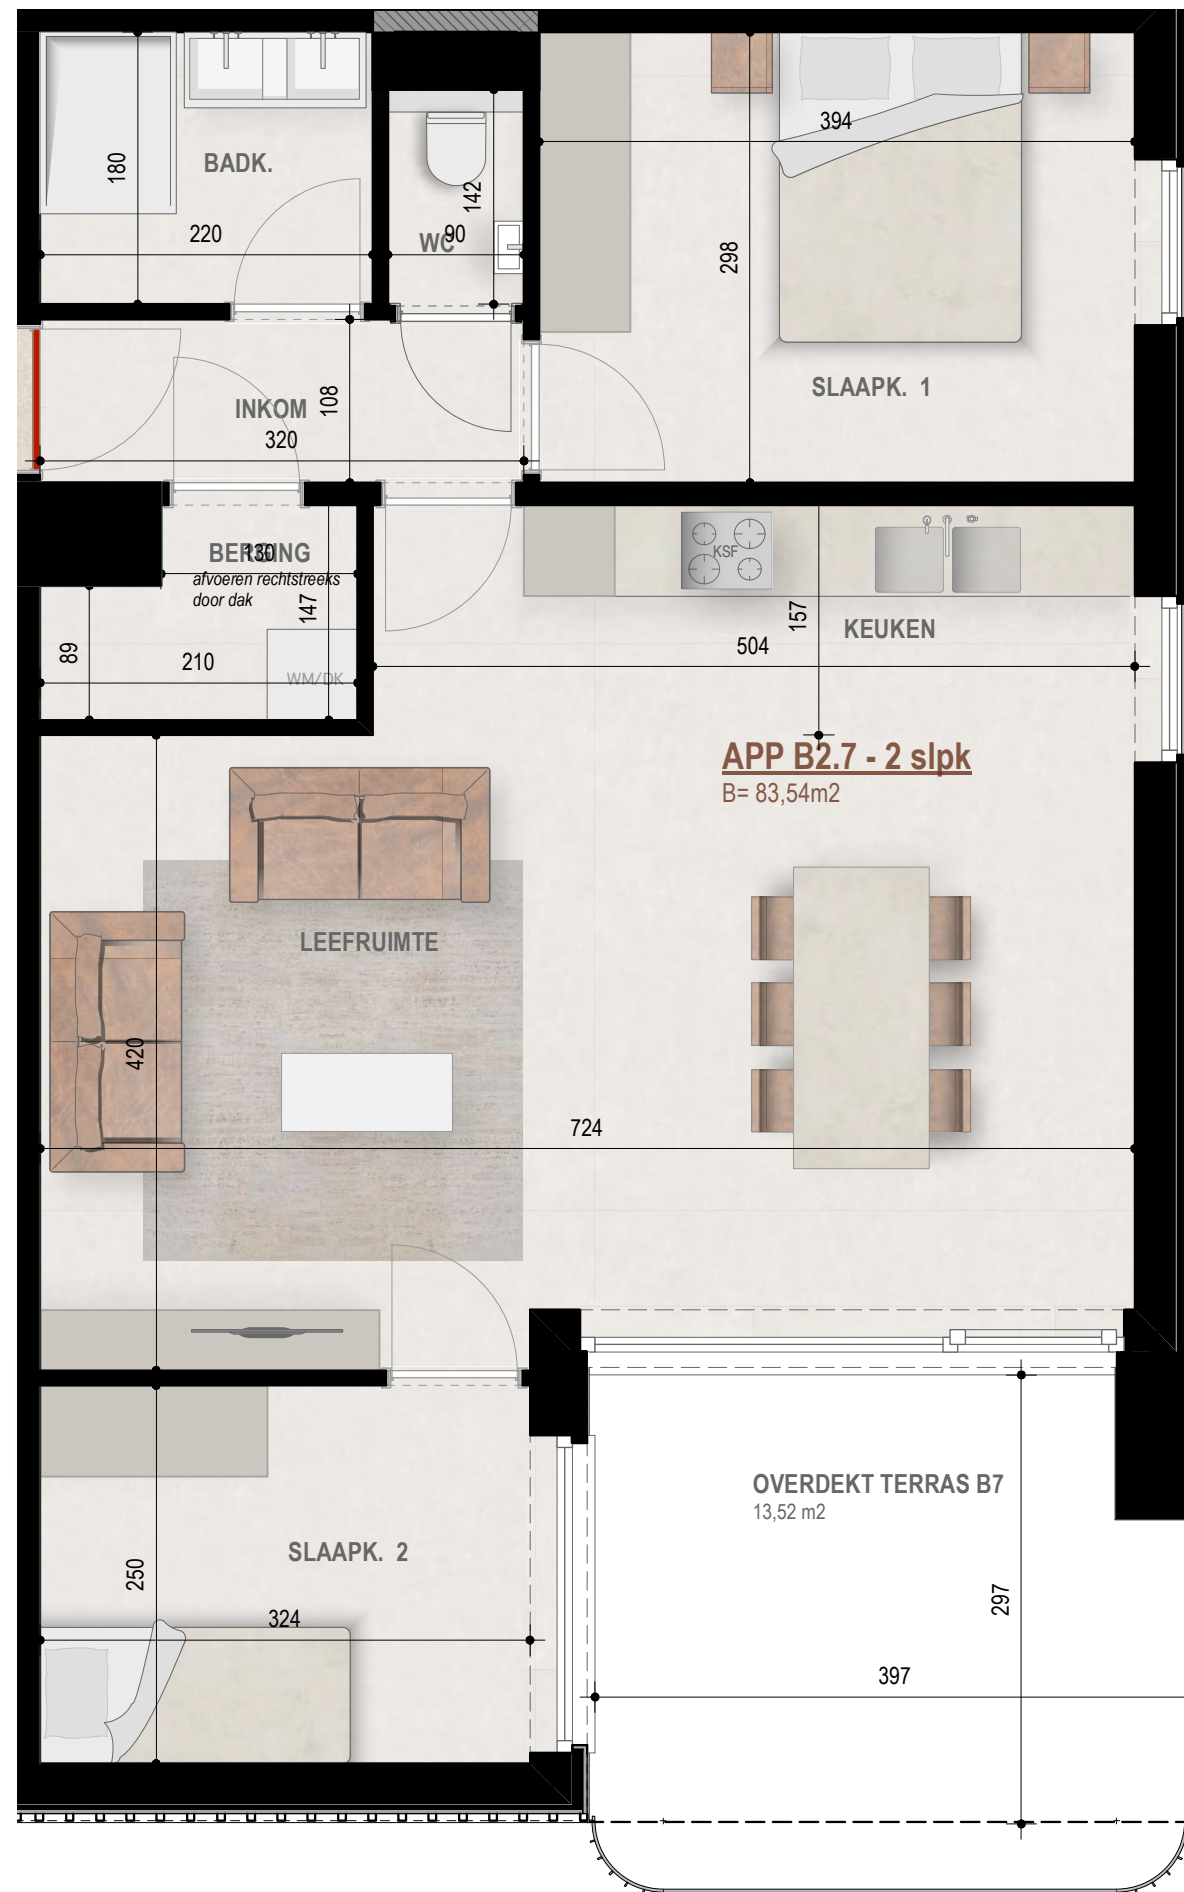 394
180
BADK.
142
220
WC
90
298
SLAAPK. 1
INKOM
108
320
BERGING
130
afvoeren rechtstreeks
door dak
147
89
210
WM/DK
KSF
157
KEUKEN
504
APP B2.7 - 2 slpk
B= 83,54m2
LEEFRUIMTE
420
724
OVERDEKT TERRAS B7
13,52 m2
SLAAPK. 2
250
324
297
397